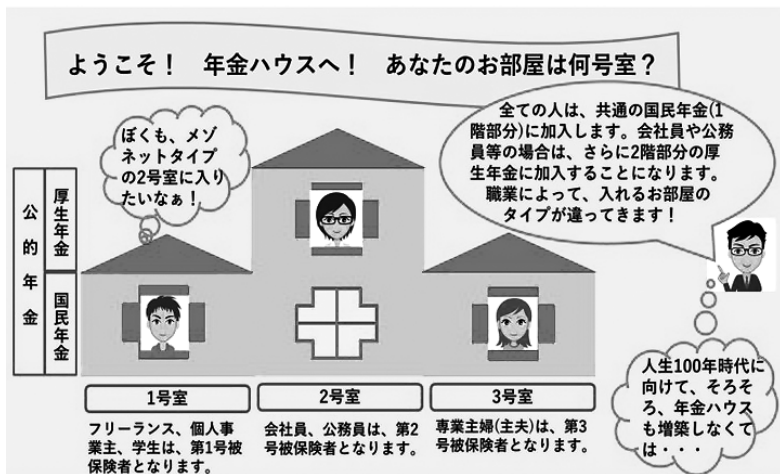 ようこそ！　年金ハウスへ！　あなたのお部屋は何号室？
ぼくも、メゾ
ネットタイプ
の2号室に入り
たいなぁ！
全ての人は、共通の国民年金(1
階部分)に加入します。会社員や公務
員等の場合は、さらに2階部分の厚
生年金に加入することになります。
職業によって、入れるお部屋の
タイプが違ってきます！
公的年金
厚生年金
国民年金
1号室
フリーランス、個人事
業主、学生は、第1号被
保険者となります。
2号室
会社員、公務員は、第2
号被保険者となります。
3号室
専業主婦(主夫)は、第3
号被保険者となります。
人生100年時代に
向けて、そろそ
ろ、年金ハウス
も増築しなくて
は・・・